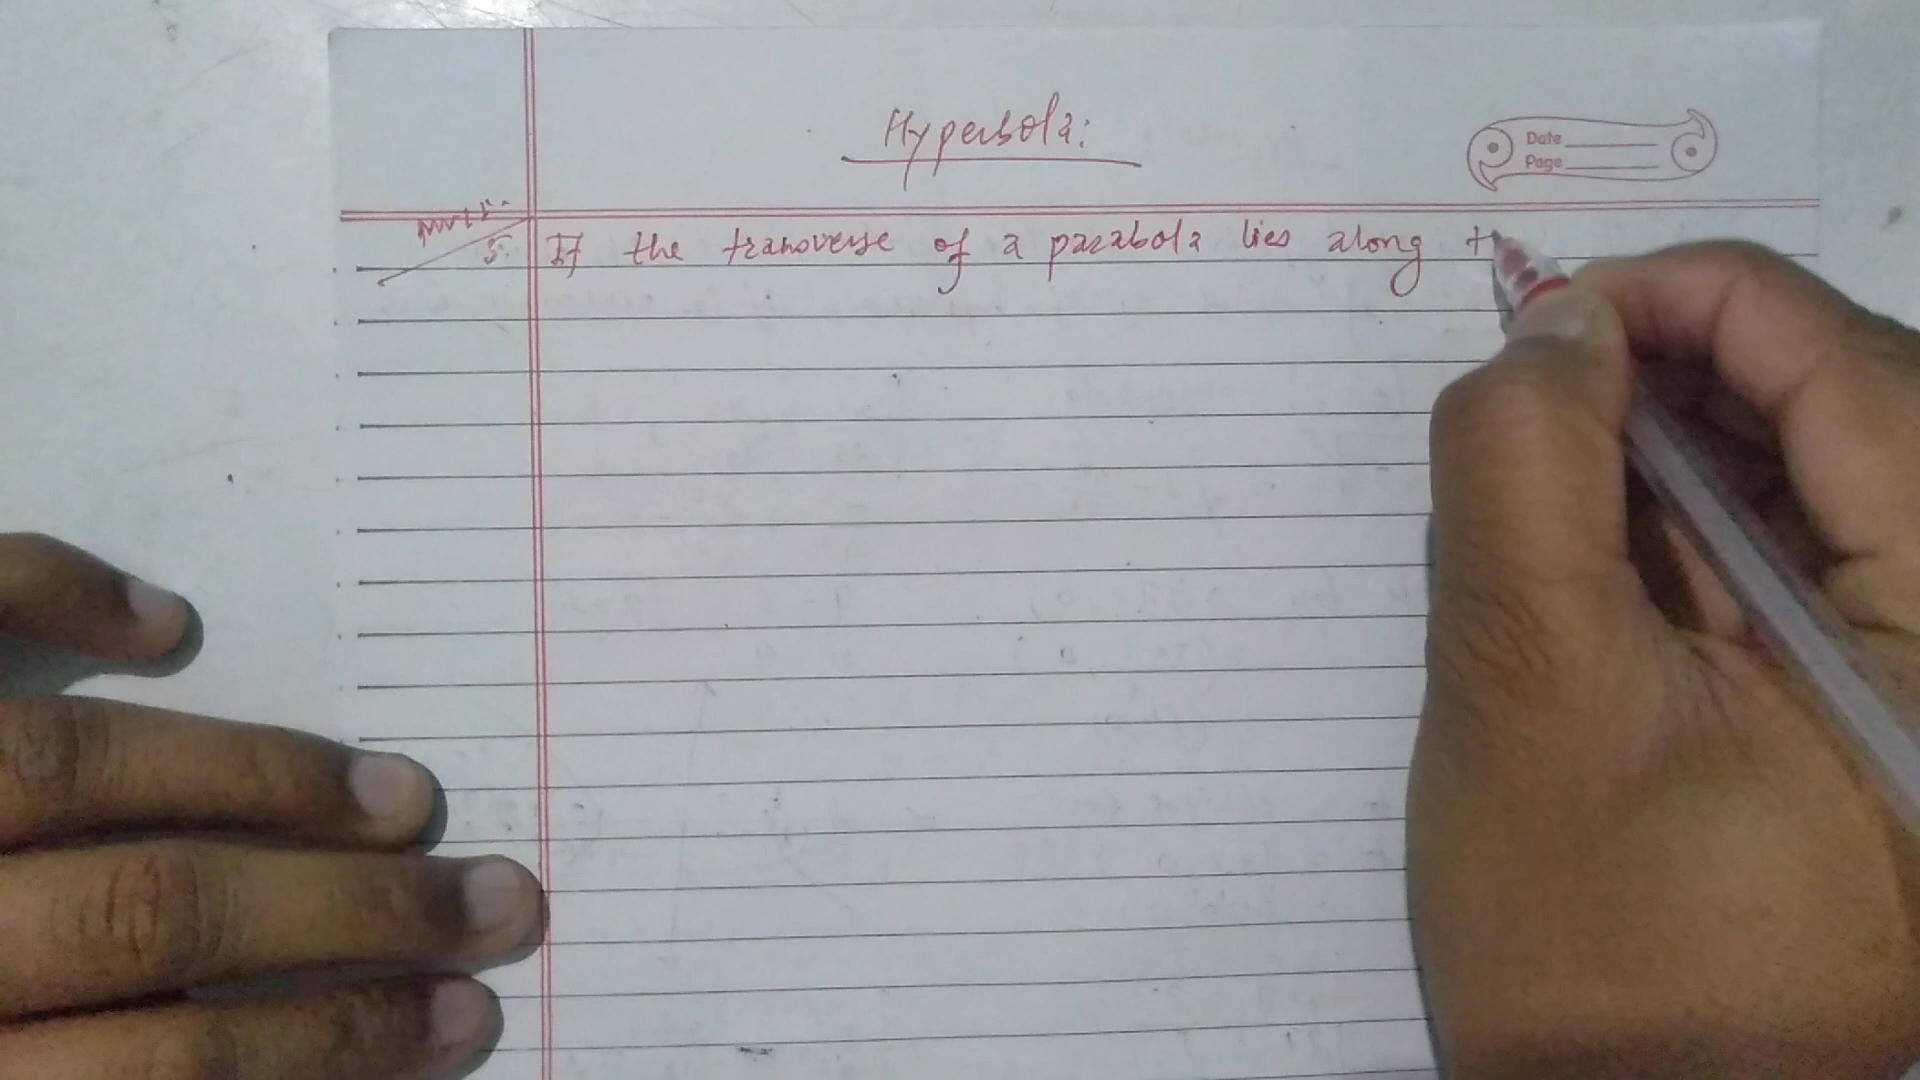 Hyperbola:
Date
Page
5. If the transverse of a parabola lies along